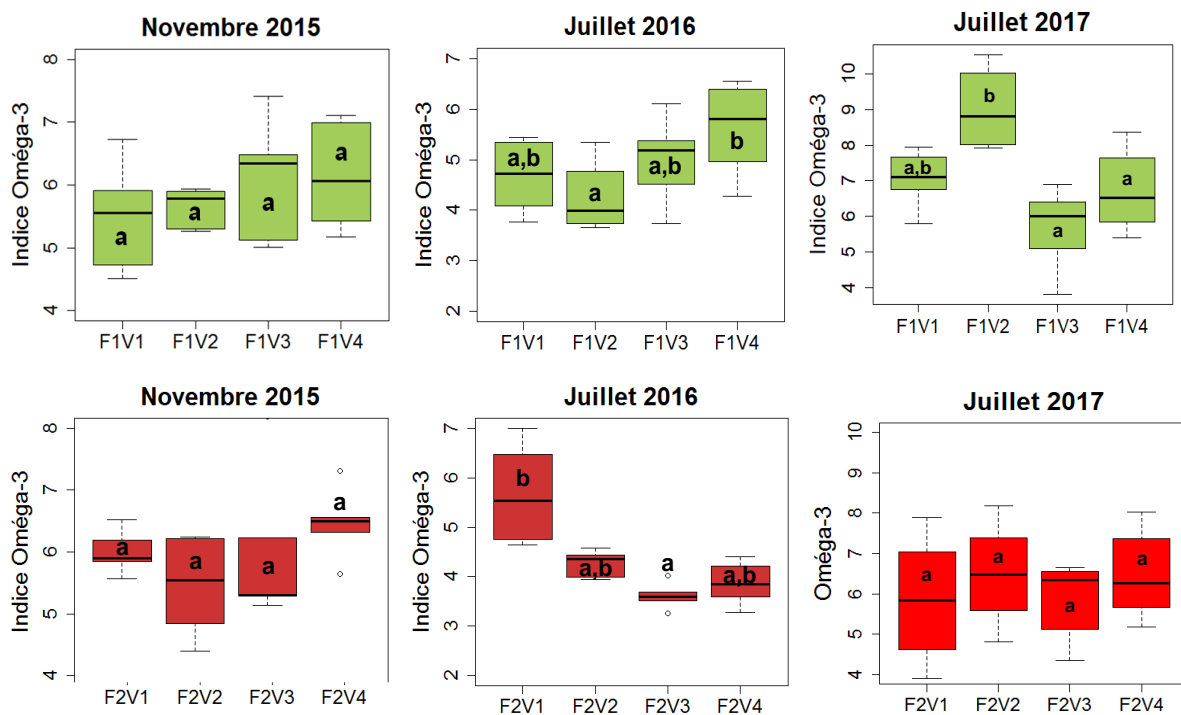 Novembre 2015
Indice Oméga-3
8
7
6
5
4
a
a
a
a
F1V1 F1V2 F1V3 F1V4
Juillet 2016
Indice Oméga-3
7
6
5
4
3
2
a,b
a
a,b
b
F1V1 F1V2 F1V3 F1V4
Juillet 2017
Indice Oméga-3
10
9
8
7
6
5
4
a,b
b
a
a
F1V1 F1V2 F1V3 F1V4
Novembre 2015
Indice Oméga-3
8
7
6
5
4
a
a
a
a
F2V1 F2V2 F2V3 F2V4
Juillet 2016
Indice Oméga-3
7
6
5
4
3
2
b
a,b
a
a,b
F2V1 F2V2 F2V3 F2V4
Juillet 2017
Oméga-3
10
9
8
7
6
5
4
a
a
a
a
F2V1 F2V2 F2V3 F2V4